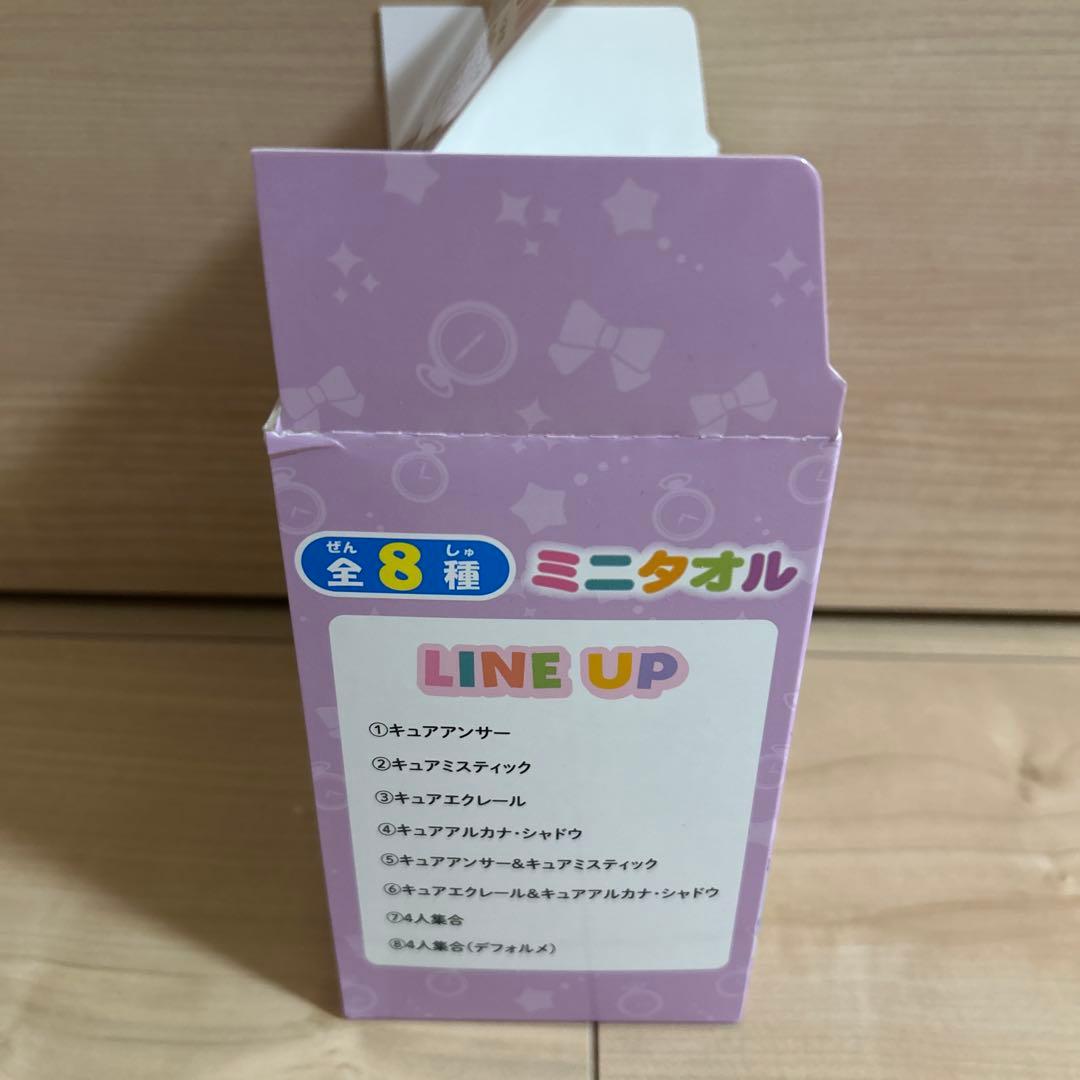 ぜん しゅ
全8種 ミニタオル
LINE UP
①キュアアンサー
②キュアミスティック
③キュアエクレール
④キュアアルカナ・シャドウ
⑤キュアアンサー&キュアミスティック
⑥キュアエクレール&キュアアルカナ・シャドウ
⑦4人集合
⑧4人集合(デフォルメ)